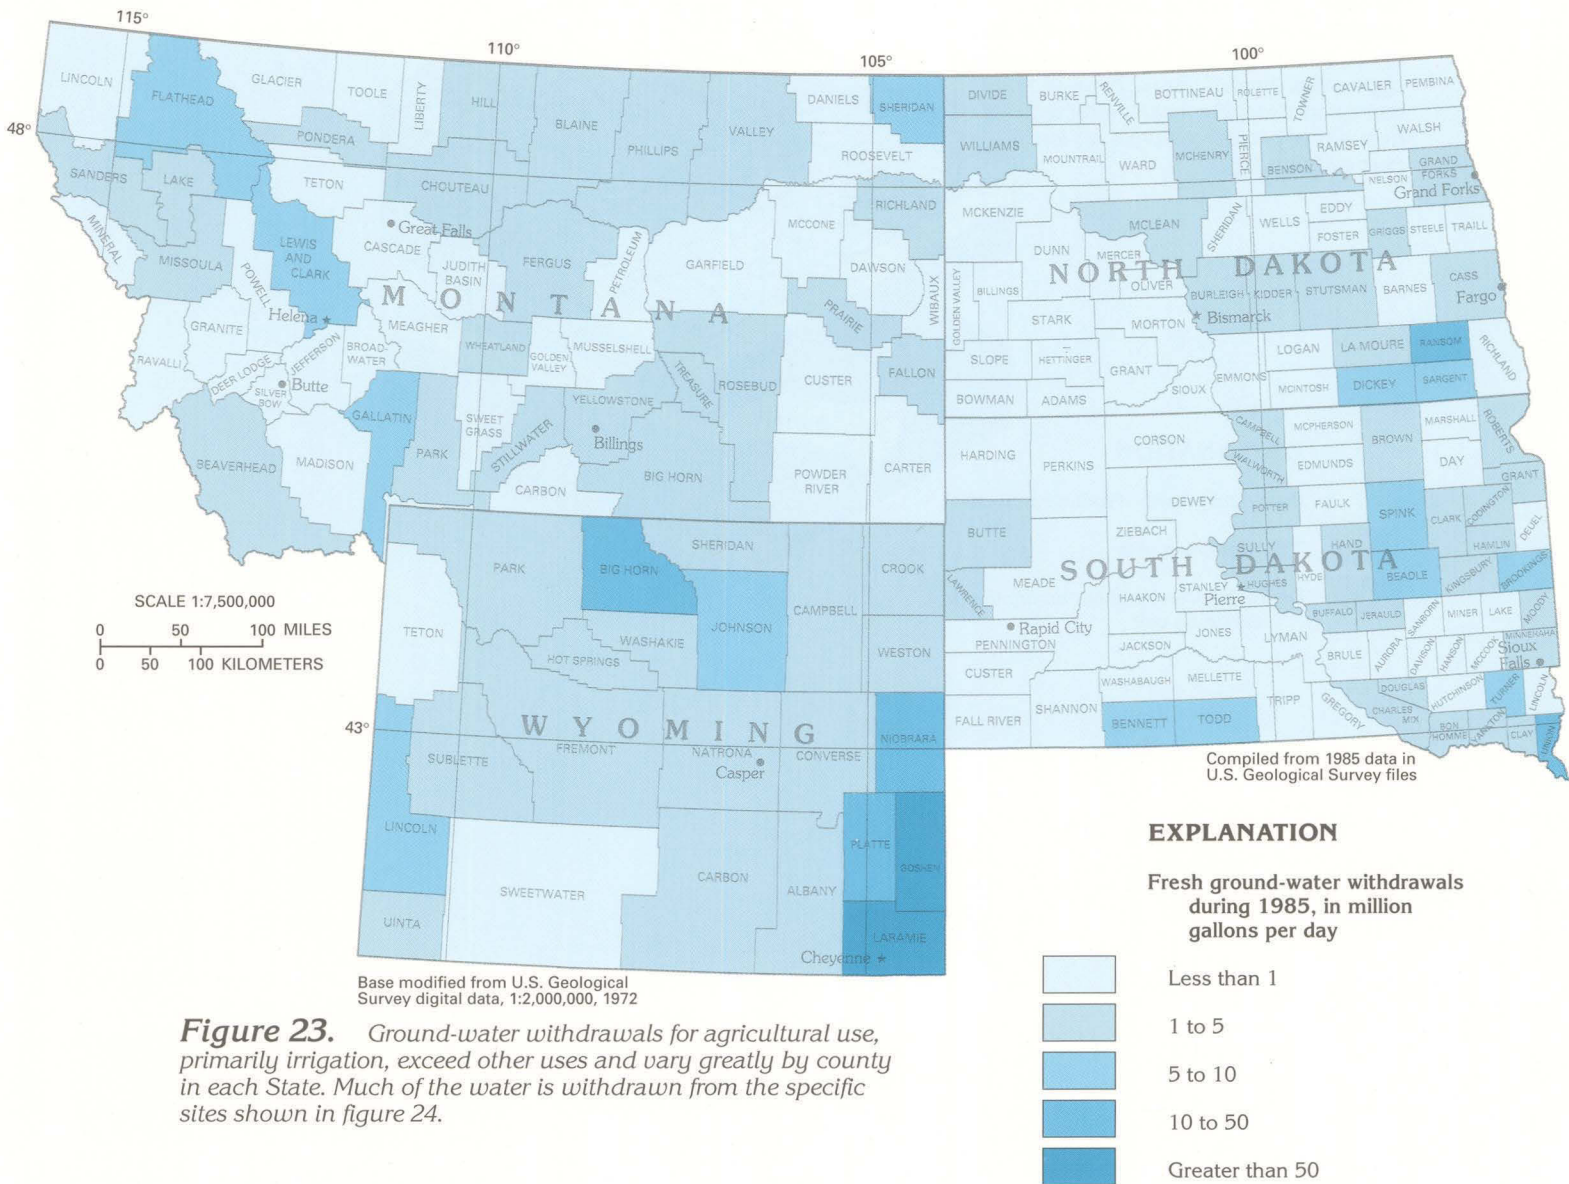 115°
110°
105°
100°
48°
43°
LINCOLN
FLATHEAD
GLACIER
TOOLE
LIBERTY
HILL
BLAINE
PHILLIPS
VALLEY
DANIELS
SHERIDAN
ROOSEVELT
PONDERA
SANDERS
LAKE
TETON
CHOUTEAU
RICHLAND
MCCONE
MINERAL
MISSOULA
POWELL
LEWIS
AND
CLARK
Great Falls
CASCADE
JUDITH
BASIN
FERGUS
PETROLEUM
GARFIELD
DAWSON
WIBAUX
PRAIRIE
MONTANA
Helena
GRANITE
RAVALLI
DEER LODGE
JEFFERSON
BROAD-
WATER
MEAGHER
WHEATLAND
GOLDEN
VALLEY
MUSSELSHELL
TREASURE
ROSEBUD
CUSTER
FALLON
SILVER
BOW
Butte
GALLATIN
PARK
SWEET
GRASS
STILLWATER
YELLOWSTONE
Billings
BIG HORN
POWDER
RIVER
CARTER
BEAVERHEAD
MADISON
CARBON
DIVIDE
BURKE
RENVILLE
BOTTINEAU
ROLETTE
TOWNER
CAVALIER
PEMBINA
WILLIAMS
MOUNTRAIL
WARD
MCHENRY
PIERCE
BENSON
RAMSEY
WALSH
GRAND
FORKS
NELSON
Grand Forks
MCKENZIE
DUNN
MCLEAN
MERCER
OLIVER
SHERIDAN
WELLS
EDDY
FOSTER
GRIGGS
STEELE
TRAILL
NORTH DAKOTA
GOLDEN VALLEY
BILLINGS
STARK
MORTON
BURLEIGH
KIDDER
STUTSMAN
BARNES
CASS
Fargo
Bismarck
SLOPE
HETTINGER
GRANT
SIOUX
EMMONS
LOGAN
LA MOURE
RANSOM
RICHLAND
BOWMAN
ADAMS
MCINTOSH
DICKEY
SARGENT
HARDING
PERKINS
CORSON
CAMPBELL
MCPHERSON
BROWN
MARSHALL
ROBERTS
WALWORTH
EDMUNDS
DAY
GRANT
DEWEY
ZIEBACH
POTTER
FAULK
SPINK
CLARK
CODINGTON
DEUEL
HAMLIN
BUTTE
MEADE
SULLY
HYDE
HAND
BEADLE
KINGSBURY
BROOKINGS
SOUTH DAKOTA
LAWRENCE
HAAKON
STANLEY
HUGHES
Pierre
BUFFALO
JERAULD
SANBORN
MINER
LAKE
MOODY
Rapid City
PENNINGTON
JACKSON
JONES
LYMAN
BRULE
AURORA
DAVISON
HANSON
MCCOOK
MINNEHAHA
Sioux
Falls
CUSTER
WASHABAUGH
MELLETTE
TRIPP
GREGORY
DOUGLAS
HUTCHINSON
TURNER
LINCOLN
FALL RIVER
SHANNON
BENNETT
TODD
CHARLES
MIX
BON
HOMME
YANKTON
CLAY
UNION
PARK
BIG HORN
SHERIDAN
CROOK
TETON
HOT SPRINGS
WASHAKIE
JOHNSON
CAMPBELL
WESTON
WYOMING
SUBLETTE
FREMONT
NATRONA
Casper
CONVERSE
NIOBRARA
LINCOLN
SWEETWATER
CARBON
ALBANY
PLATTE
GOSHEN
UINTA
LARAMIE
Cheyenne
SCALE 1:7,500,000
0 50 100 MILES
0 50 100 KILOMETERS
Compiled from 1985 data in
U.S. Geological Survey files
Base modified from U.S. Geological
Survey digital data, 1:2,000,000, 1972
Figure 23. Ground-water withdrawals for agricultural use,
primarily irrigation, exceed other uses and vary greatly by county
in each State. Much of the water is withdrawn from the specific
sites shown in figure 24.
EXPLANATION
Fresh ground-water withdrawals
during 1985, in million
gallons per day
Less than 1
1 to 5
5 to 10
10 to 50
Greater than 50